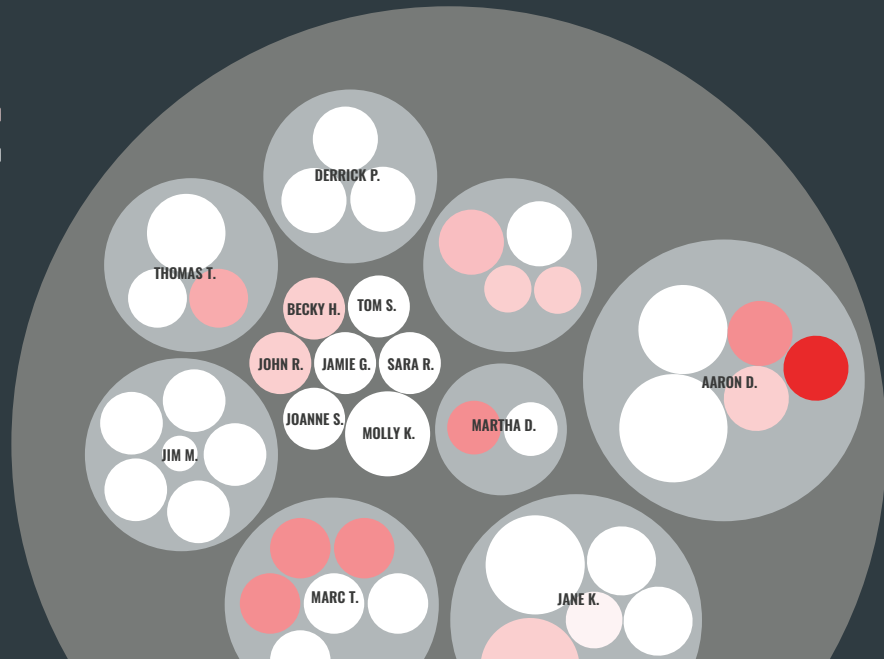 DERRICK P.
THOMAS T.
BECKY H.
TOM S.
JOHN R.
JAMIE G.
SARA R.
AARON D.
JOANNE S.
MOLLY K.
MARTHA D.
JIM M.
MARC T.
JANE K.